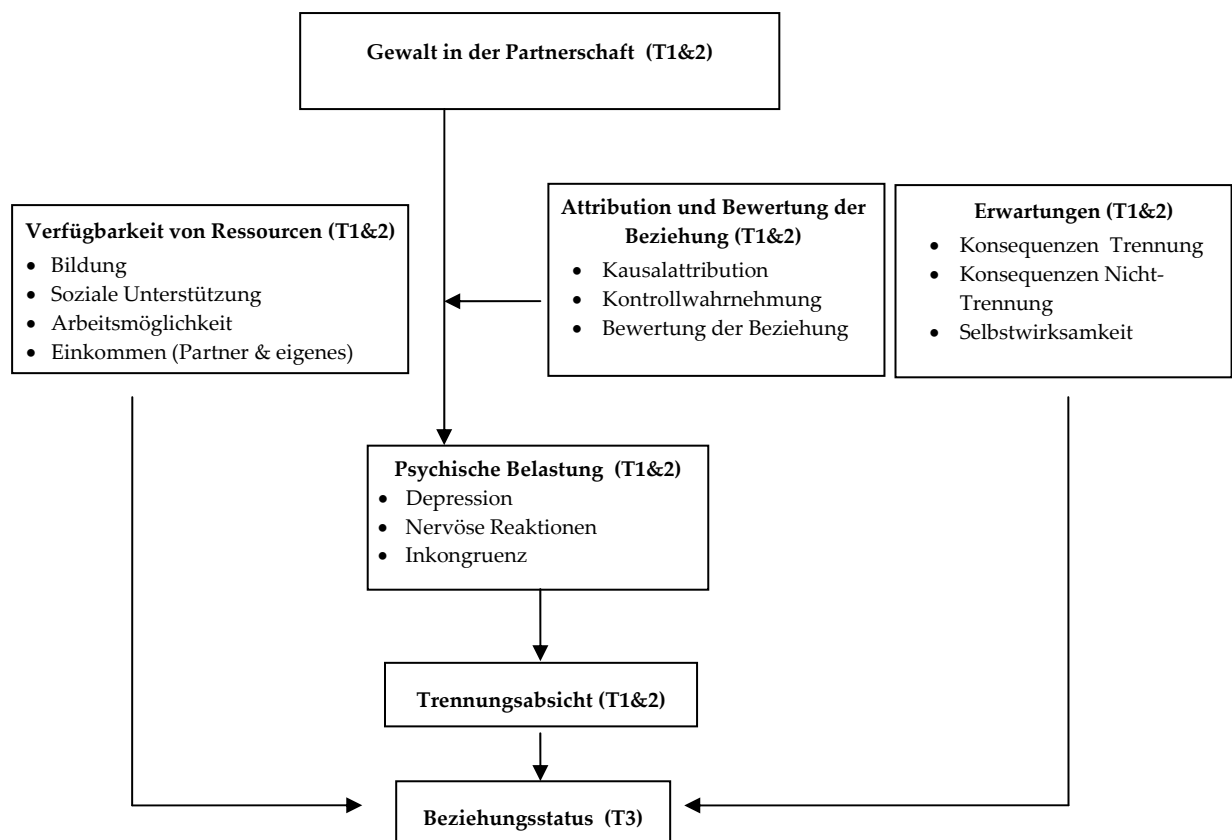 Gewalt in der Partnerschaft (T1&2)
Verfügbarkeit von Ressourcen (T1&2)
• Bildung
• Soziale Unterstützung
• Arbeitsmöglichkeit
• Einkommen (Partner & eigenes)
Attribution und Bewertung der
Beziehung (T1&2)
• Kausalattribution
• Kontrollwahrnehmung
• Bewertung der Beziehung
Erwartungen (T1&2)
• Konsequenzen Trennung
• Konsequenzen Nicht-
Trennung
• Selbstwirksamkeit
Psychische Belastung (T1&2)
• Depression
• Nervöse Reaktionen
• Inkongruenz
Trennungsabsicht (T1&2)
Beziehungsstatus (T3)